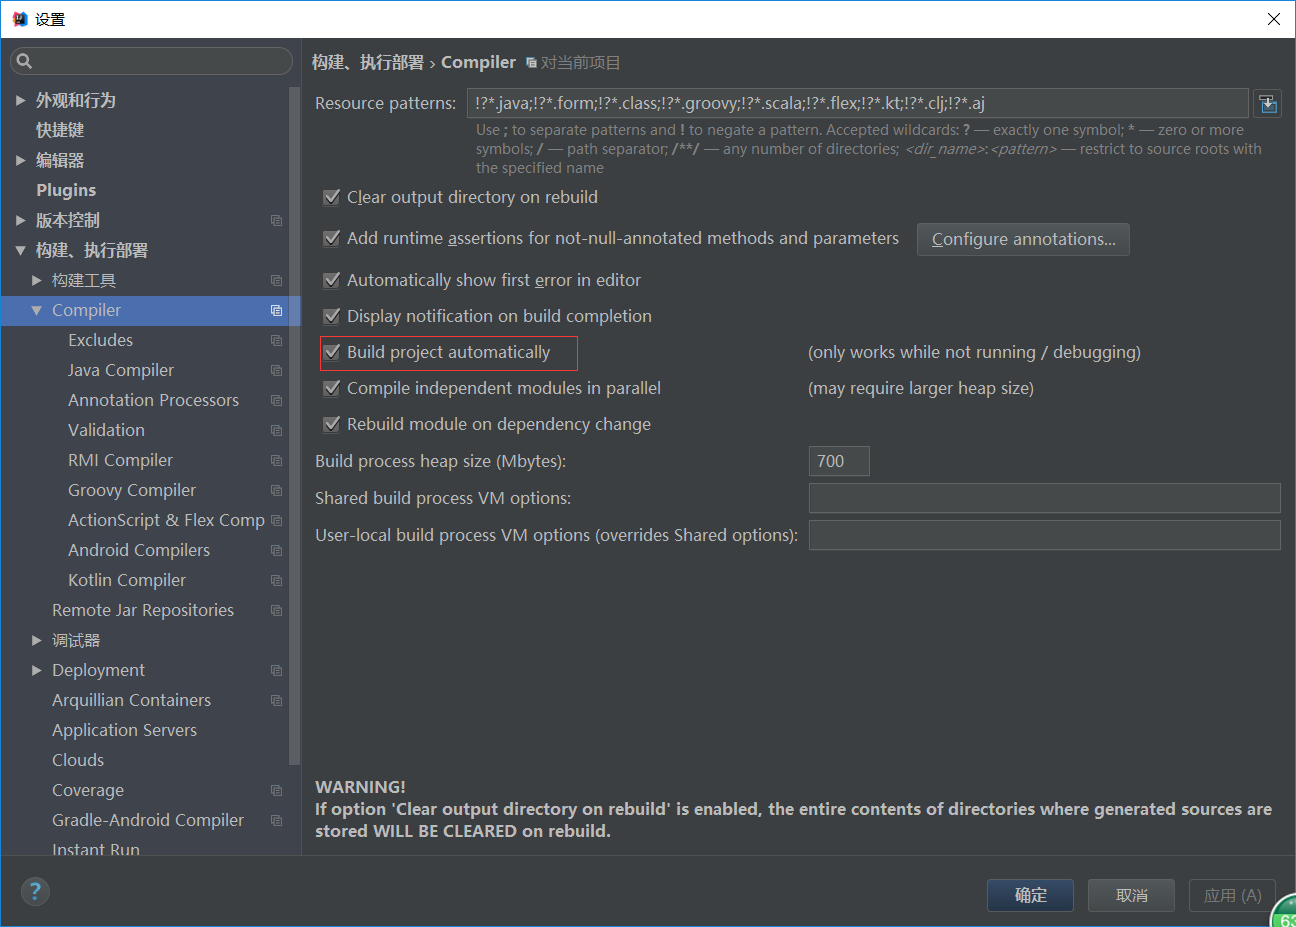 设置
外观和行为
快捷键
编辑器
Plugins
版本控制
构建、执行部署
构建工具
Compiler
Excludes
Java Compiler
Annotation Processors
Validation
RMI Compiler
Groovy Compiler
ActionScript & Flex Comp
Android Compilers
Kotlin Compiler
Remote Jar Repositories
调试器
Deployment
Arquillian Containers
Application Servers
Clouds
Coverage
Gradle-Android Compiler
Instant Run
构建、执行部署 › Compiler 对当前项目
Resource patterns: !?*.java;!?*.form;!?*.class;!?*.groovy;!?*.scala;!?*.flex;!?*.kt;!?*.clj;!?*.aj
Use ; to separate patterns and ! to negate a pattern. Accepted wildcards: ? — exactly one symbol; * — zero or more
symbols; / — path separator; /**/ — any number of directories; <dir_name>:<pattern> — restrict to source roots with
the specified name
Clear output directory on rebuild
Add runtime assertions for not-null-annotated methods and parameters Configure annotations...
Automatically show first error in editor
Display notification on build completion
Build project automatically (only works while not running / debugging)
Compile independent modules in parallel (may require larger heap size)
Rebuild module on dependency change
Build process heap size (Mbytes): 700
Shared build process VM options:
User-local build process VM options (overrides Shared options):
WARNING!
If option 'Clear output directory on rebuild' is enabled, the entire contents of directories where generated sources are
stored WILL BE CLEARED on rebuild.
? 确定 取消 应用 (A)
63